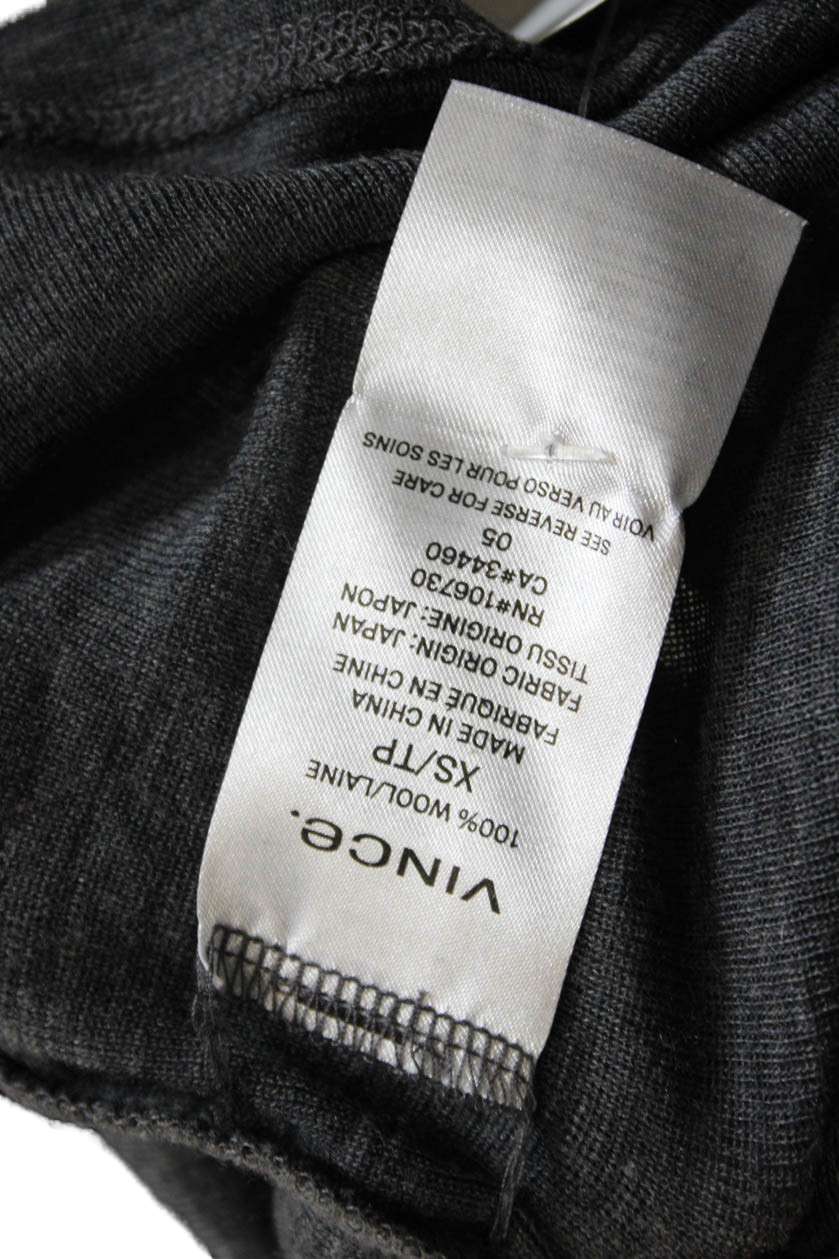 VINCE.
100% WOOL/LAINE
XS/TP
MADE IN CHINA
FABRIQUÉ EN CHINE
FABRIC ORIGIN: JAPAN
TISSU ORIGINE: JAPON
RN#106730
CA#34460
05
SEE REVERSE FOR CARE
VOIR AU VERSO POUR LES SOINS